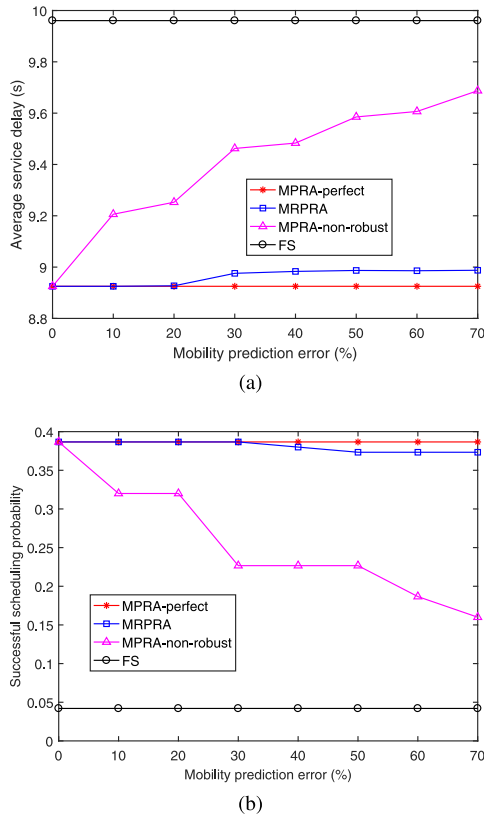 10
9.8
9.6
9.4
9.2
9
8.8
Average service delay (s)
MPRA-perfect
MRPRA
MPRA-non-robust
FS
0 10 20 30 40 50 60 70
Mobility prediction error (%)
(a)
0.4
0.35
0.3
0.25
0.2
0.15
0.1
0.05
0
Successful scheduling probability
MPRA-perfect
MRPRA
MPRA-non-robust
FS
0 10 20 30 40 50 60 70
Mobility prediction error (%)
(b)